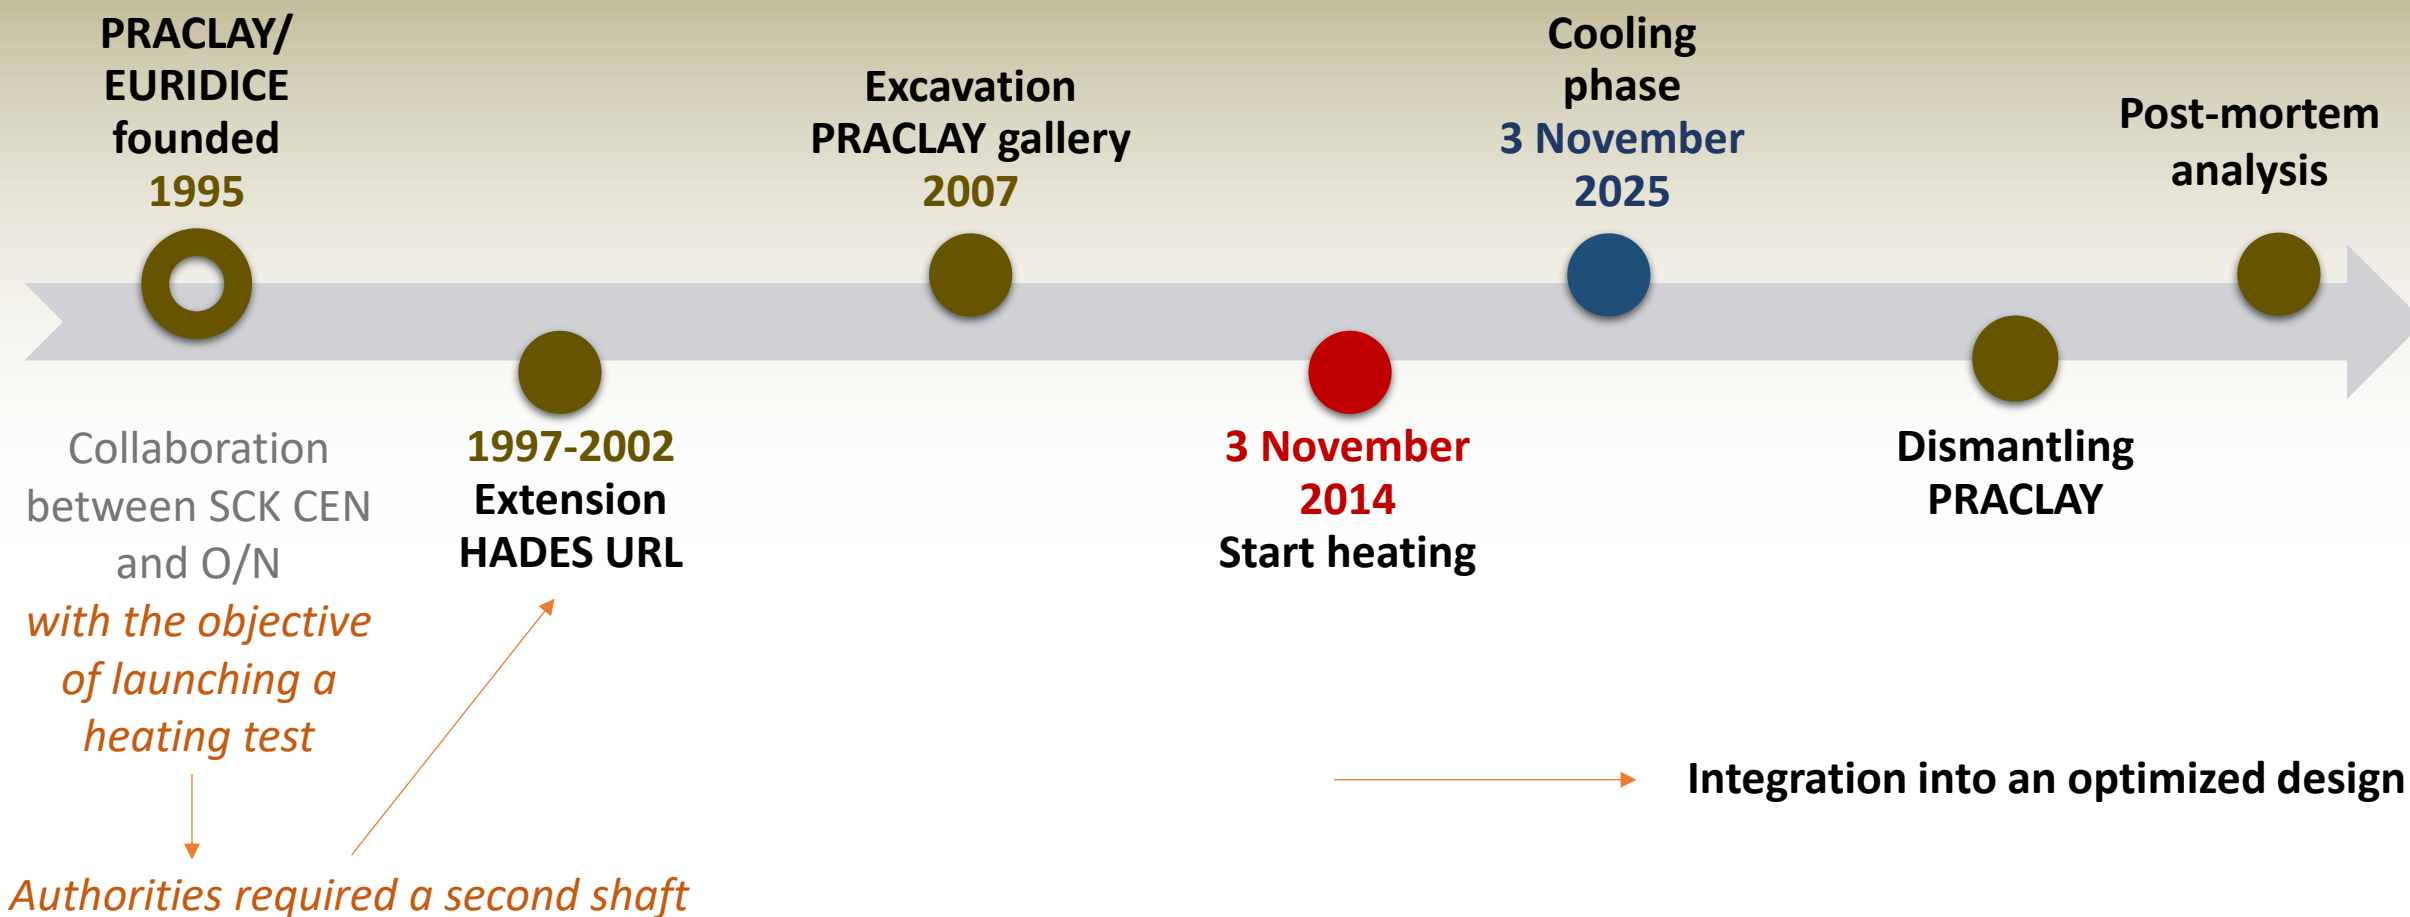 PRACLAY/
EURIDICE
founded
1995
Excavation
PRACLAY gallery
2007
Cooling
phase
3 November
2025
Post-mortem
analysis
Collaboration
between SCK CEN
and O/N
with the objective
of launching a
heating test
1997-2002
Extension
HADES URL
3 November
2014
Start heating
Dismantling
PRACLAY
Integration into an optimized design
Authorities required a second shaft